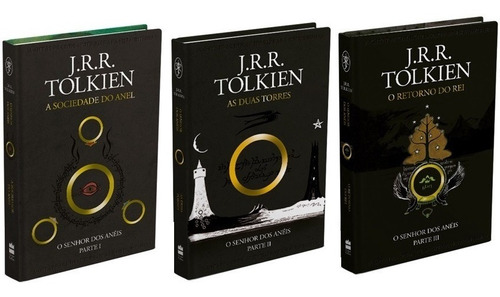 J.R.R.
TOLKIEN
A SOCIEDADE DO ANEL
O SENHOR DOS ANÉIS
PARTE I
J.R.R.
TOLKIEN
AS DUAS TORRES
O SENHOR DOS ANÉIS
PARTE II
J.R.R.
TOLKIEN
O RETORNO DO REI
O SENHOR DOS ANÉIS
PARTE III